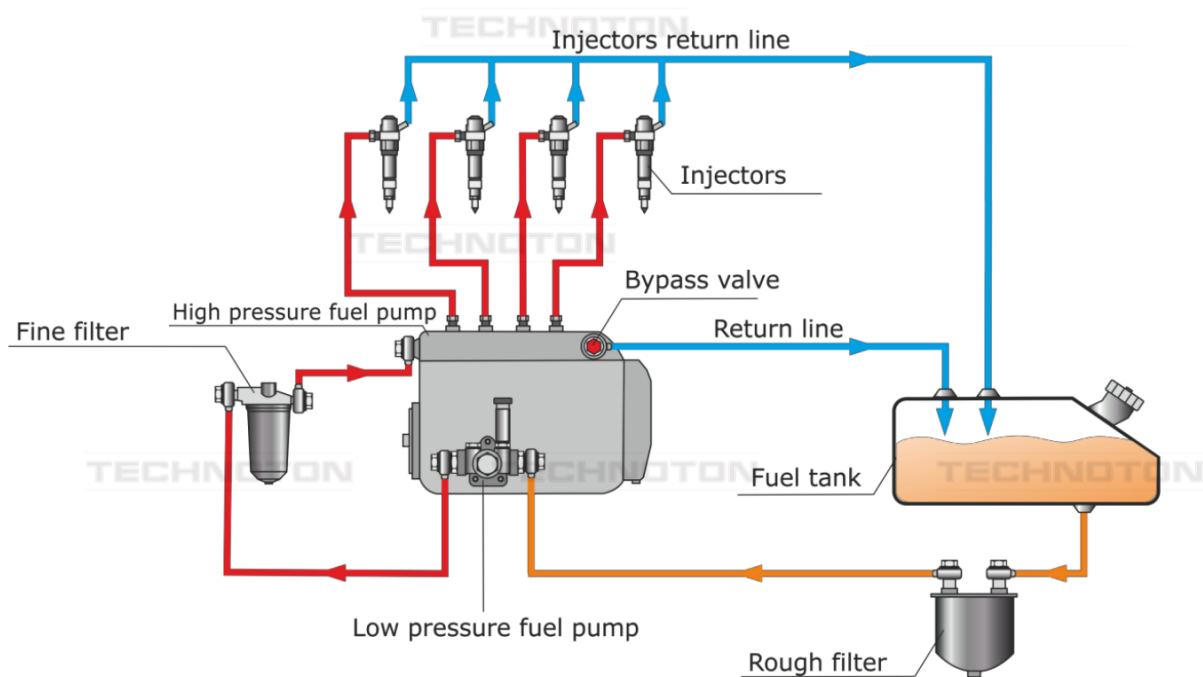 TECHNOTON
Injectors return line
Injectors
TECHNOTON
Bypass valve
High pressure fuel pump
Return line
Fine filter
TECHNOTON
TECHNOTON
TECHNOTON
Fuel tank
Low pressure fuel pump
Rough filter